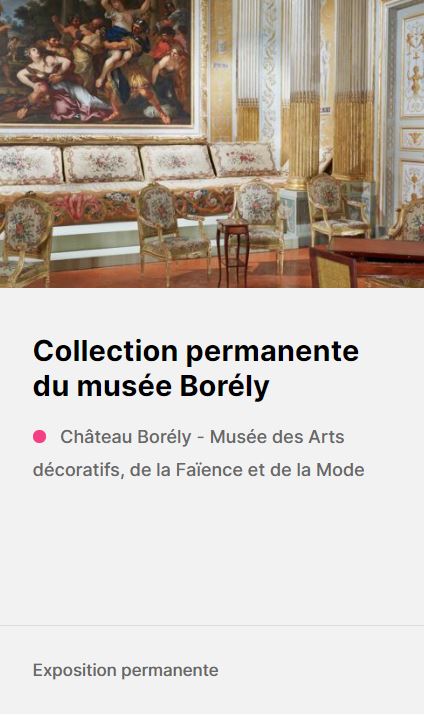 Collection permanente
du musée Borély
Château Borély - Musée des Arts
décoratifs, de la Faïence et de la Mode
Exposition permanente